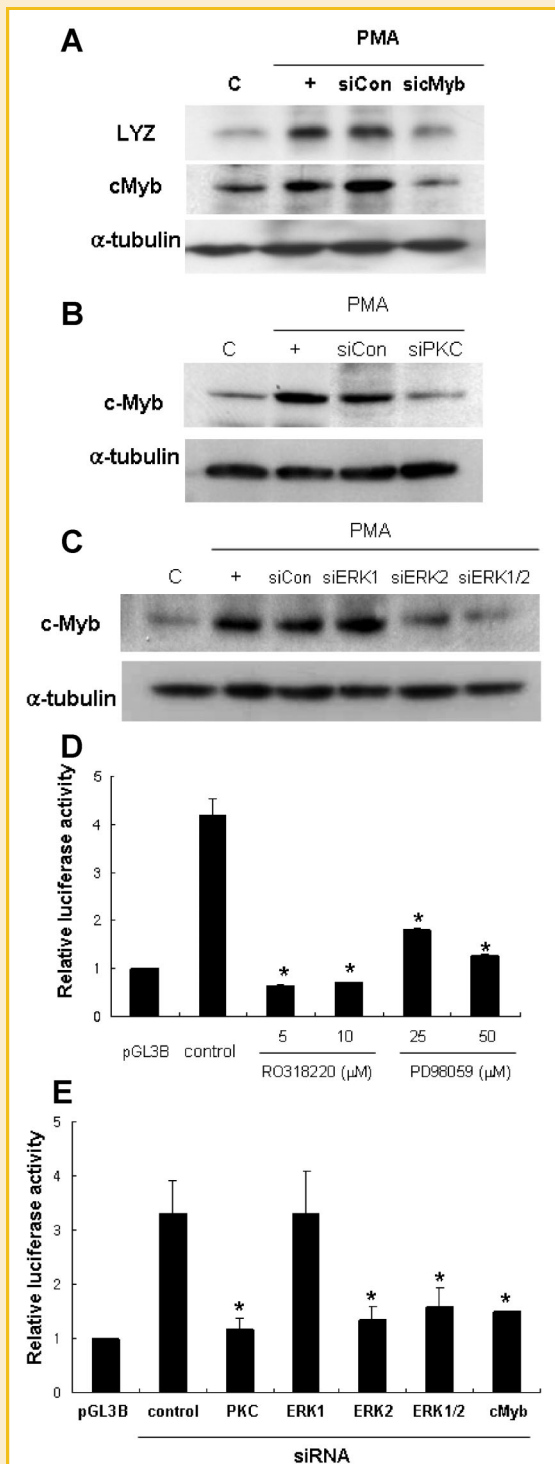 A
PMA
C + siCon sicMyb
LYZ
cMyb
α-tubulin
B
PMA
C + siCon siPKC
c-Myb
α-tubulin
C
PMA
C + siCon siERK1 siERK2 siERK1/2
c-Myb
α-tubulin
D
Relative luciferase activity
5
4
3
2
1
0
* * * *
pGL3B control 5 10 25 50
RO318220 (μM) PD98059 (μM)
E
Relative luciferase activity
5
4
3
2
1
0
* * * *
pGL3B control PKC ERK1 ERK2 ERK1/2 cMyb
siRNA